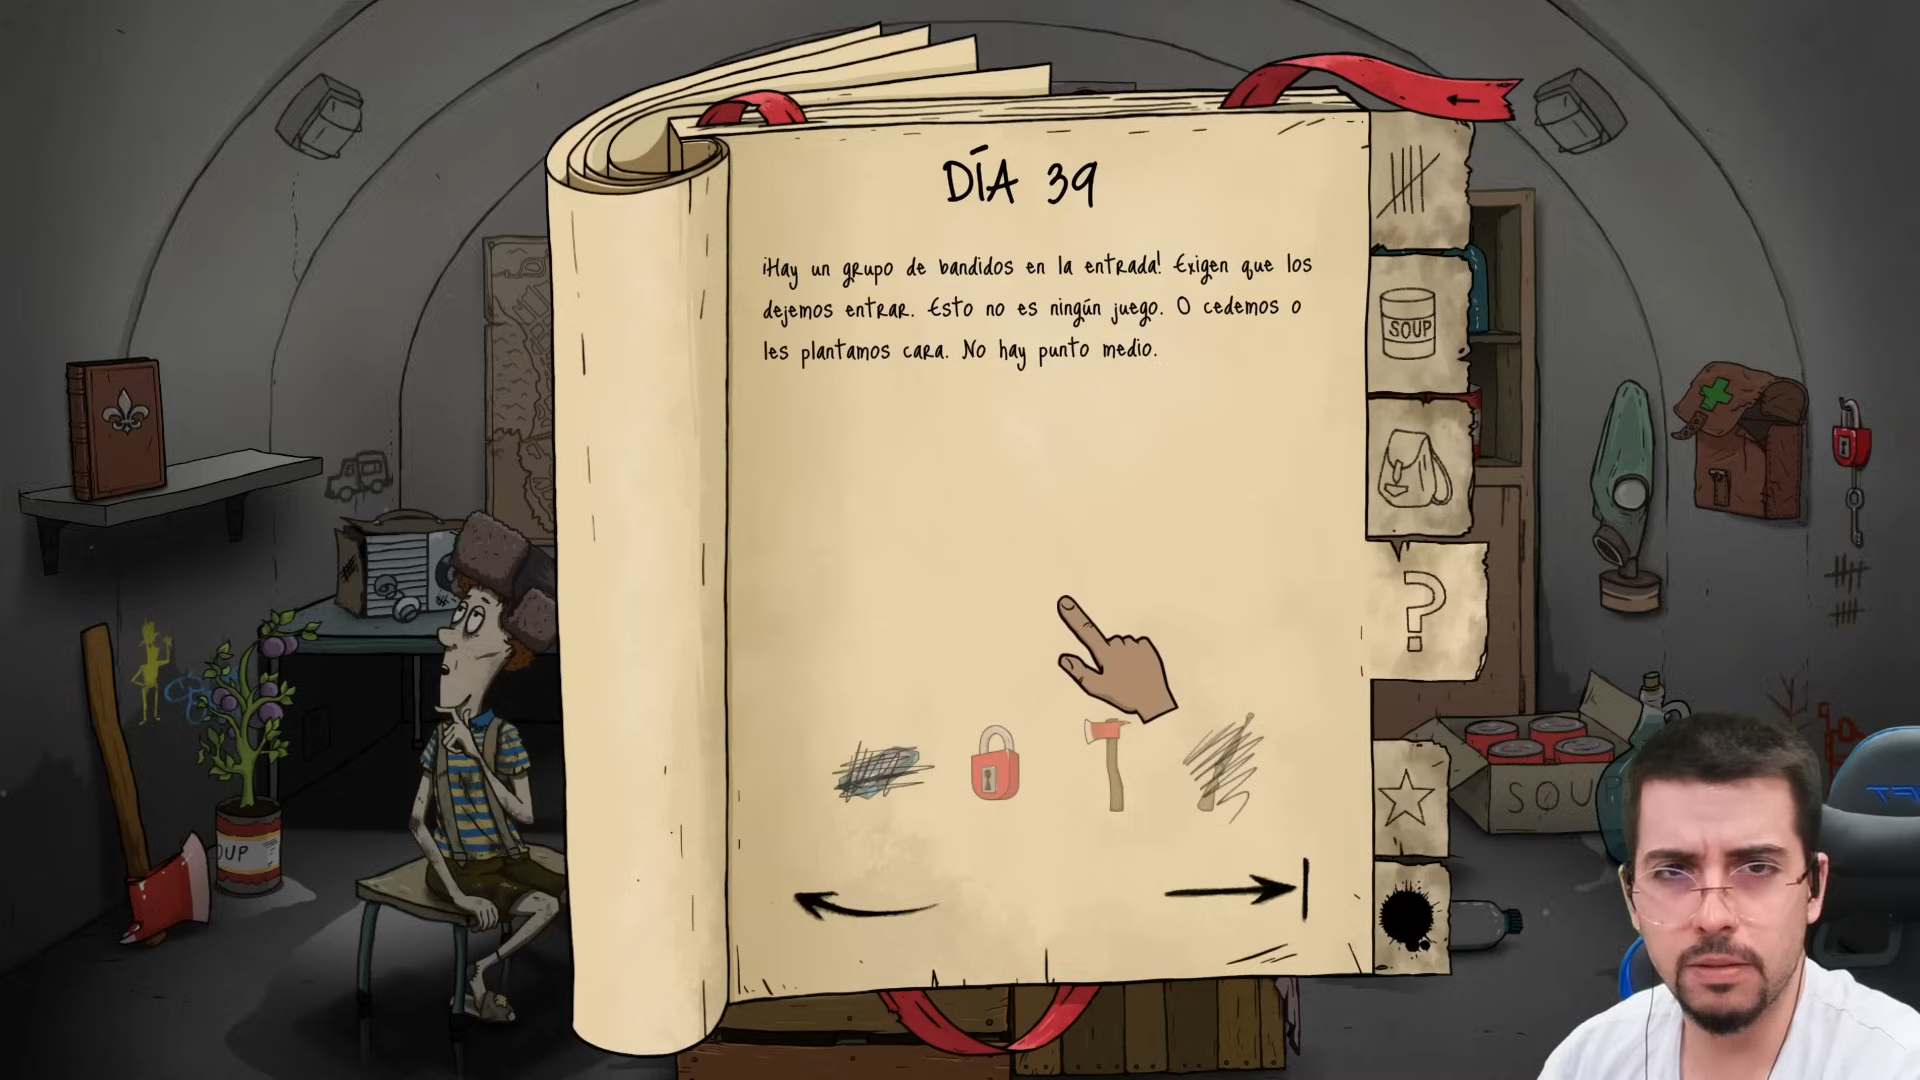 DÍA 39
¡Hay un grupo de bandidos en la entrada! Exigen que los
dejemos entrar. Esto no es ningún juego. O cedemos o
les plantamos cara. No hay punto medio.
SOUP
OUP
SOU